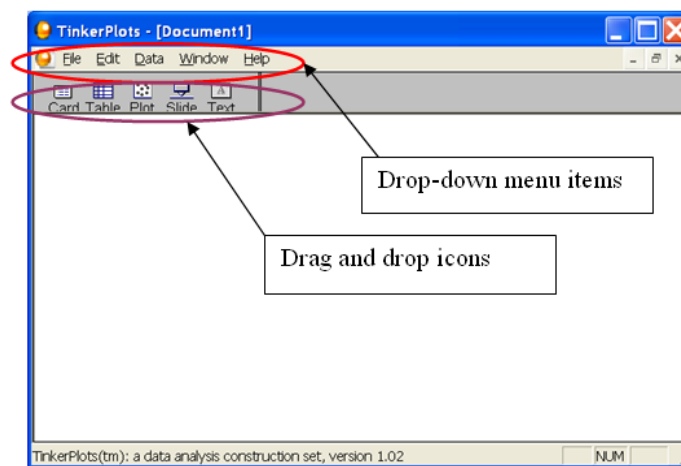 TinkerPlots - [Document1]
File Edit Data Window Help
Card Table Plot Slide Text
Drop-down menu items
Drag and drop icons
TinkerPlots(tm): a data analysis construction set, version 1.02 NUM